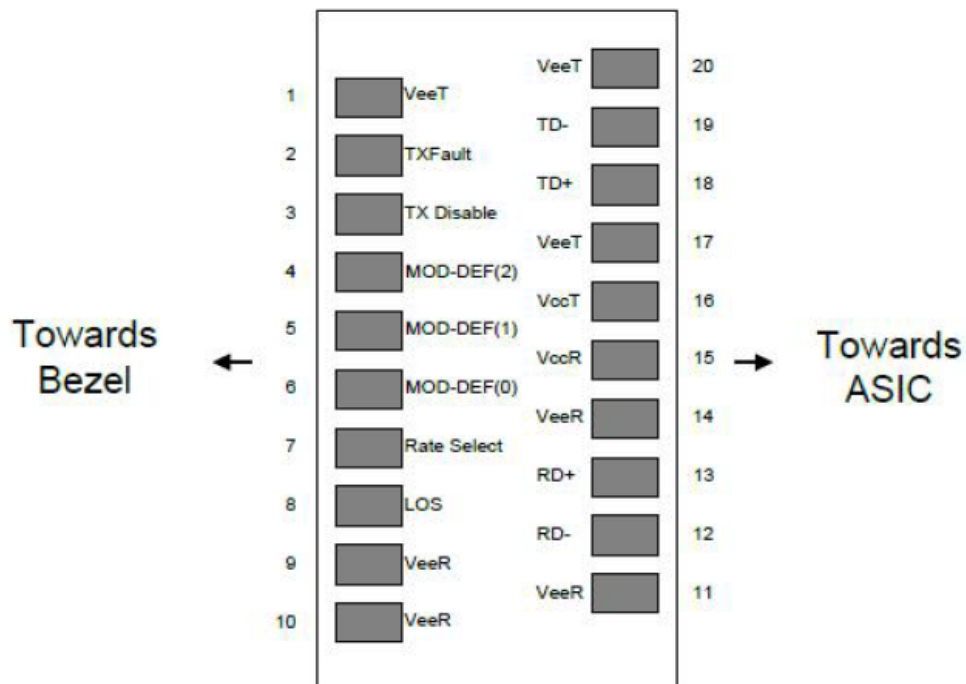 VeeT 20
1 VeeT
TD- 19
2 TXFault
TD+ 18
3 TX Disable
VeeT 17
4 MOD-DEF(2)
VccT 16
5 MOD-DEF(1)
Towards
Bezel
VccR 15
Towards
ASIC
6 MOD-DEF(0)
VeeR 14
7 Rate Select
RD+ 13
8 LOS
RD- 12
9 VeeR
VeeR 11
10 VeeR